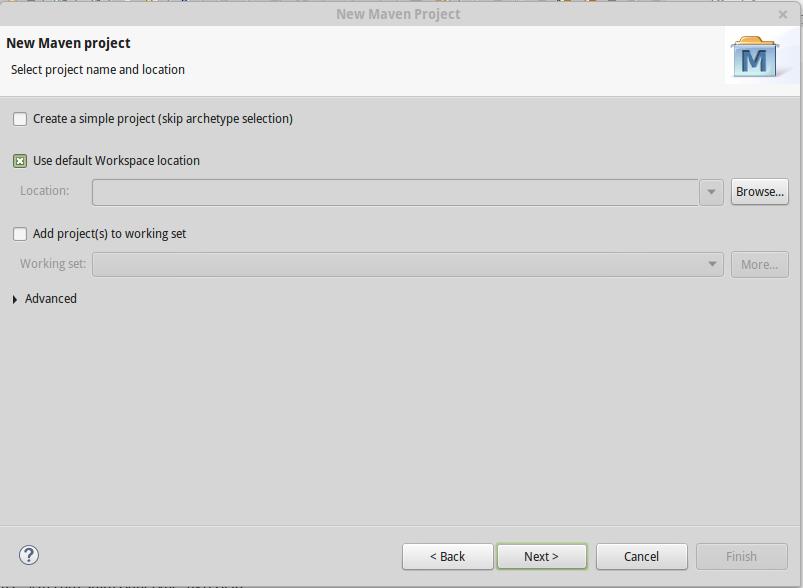 New Maven Project
New Maven project
Select project name and location
M
Create a simple project (skip archetype selection)
Use default Workspace location
Location:
Browse...
Add project(s) to working set
Working set:
More...
Advanced
?
< Back
Next >
Cancel
Finish